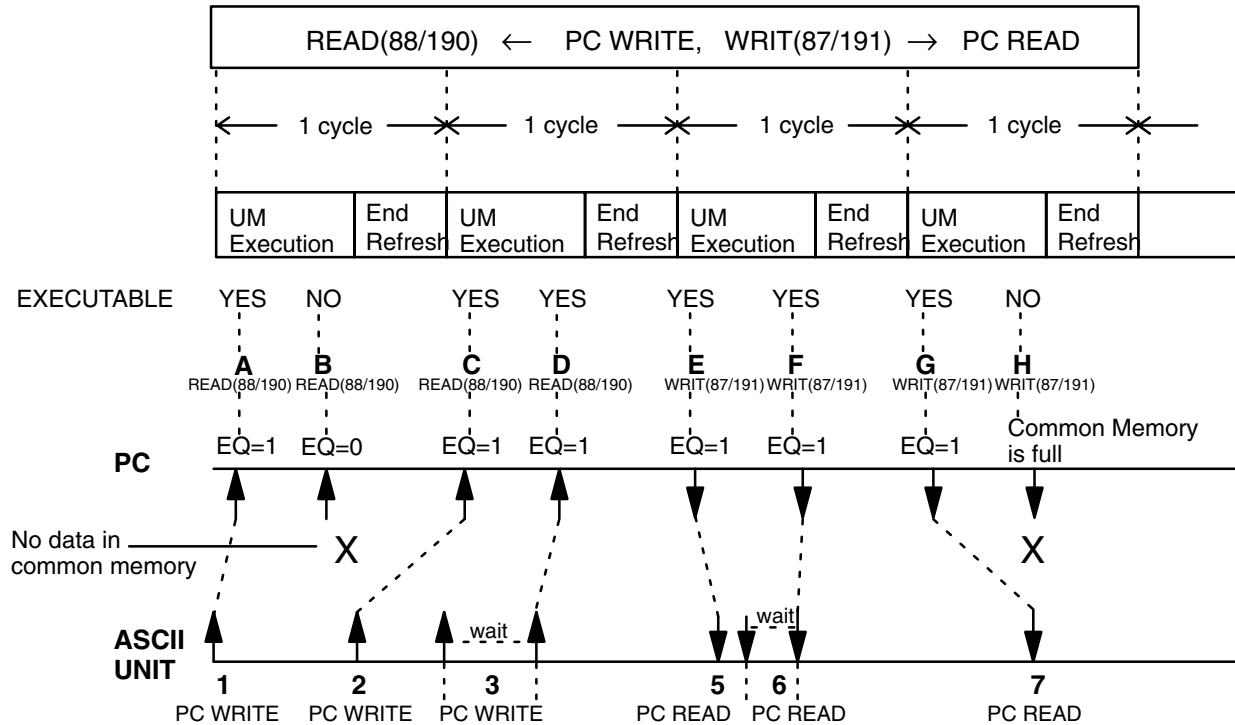 READ(88/190) ← PC WRITE, WRIT(87/191) → PC READ
1 cycle 1 cycle 1 cycle 1 cycle
UM Execution End Refresh UM Execution End Refresh UM Execution End Refresh UM Execution End Refresh
EXECUTABLE YES NO YES YES YES YES YES NO
A B C D E F G H
READ(88/190) READ(88/190) READ(88/190) READ(88/190) WRIT(87/191) WRIT(87/191) WRIT(87/191) WRIT(87/191)
EQ=1 EQ=0 EQ=1 EQ=1 EQ=1 EQ=1 EQ=1 Common Memory
is full
PC
No data in
common memory
X X
wait wait
ASCII
UNIT
1 2 3 5 6 7
PC WRITE PC WRITE PC WRITE PC READ PC READ PC READ